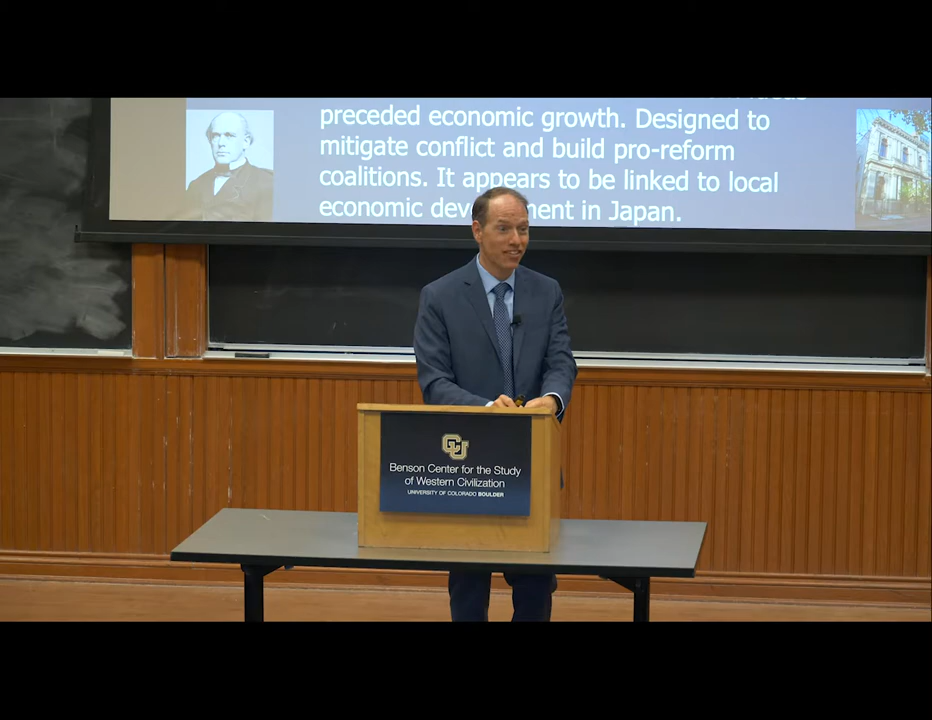 preceded economic growth. Designed to
mitigate conflict and build pro-reform
coalitions. It appears to be linked to local
economic in Japan.
CU
Benson Center for the Study
of Western Civilization
UNIVERSITY OF COLORADO BOULDER